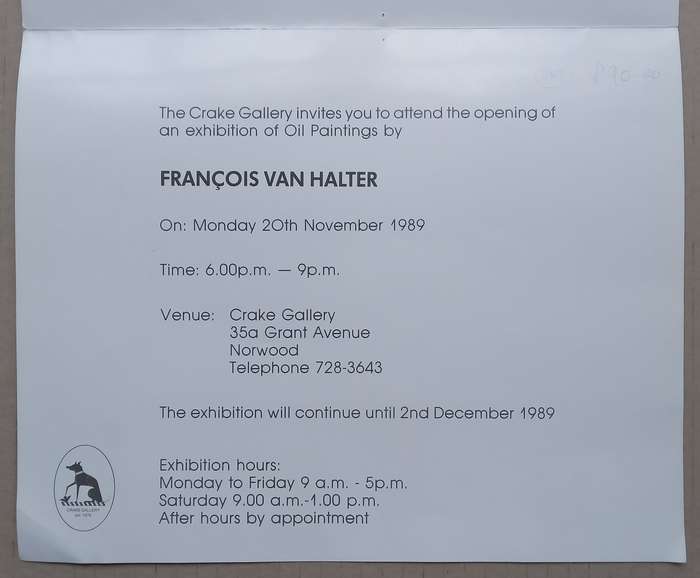 The Crake Gallery invites you to attend the opening of
an exhibition of Oil Paintings by
FRANÇOIS VAN HALTER
On: Monday 20th November 1989
Time: 6.00p.m. — 9p.m.
Venue: Crake Gallery
35a Grant Avenue
Norwood
Telephone 728-3643
The exhibition will continue until 2nd December 1989
Exhibition hours:
Monday to Friday 9 a.m. - 5p.m.
Saturday 9.00 a.m.-1.00 p.m.
After hours by appointment
CRAKE GALLERY